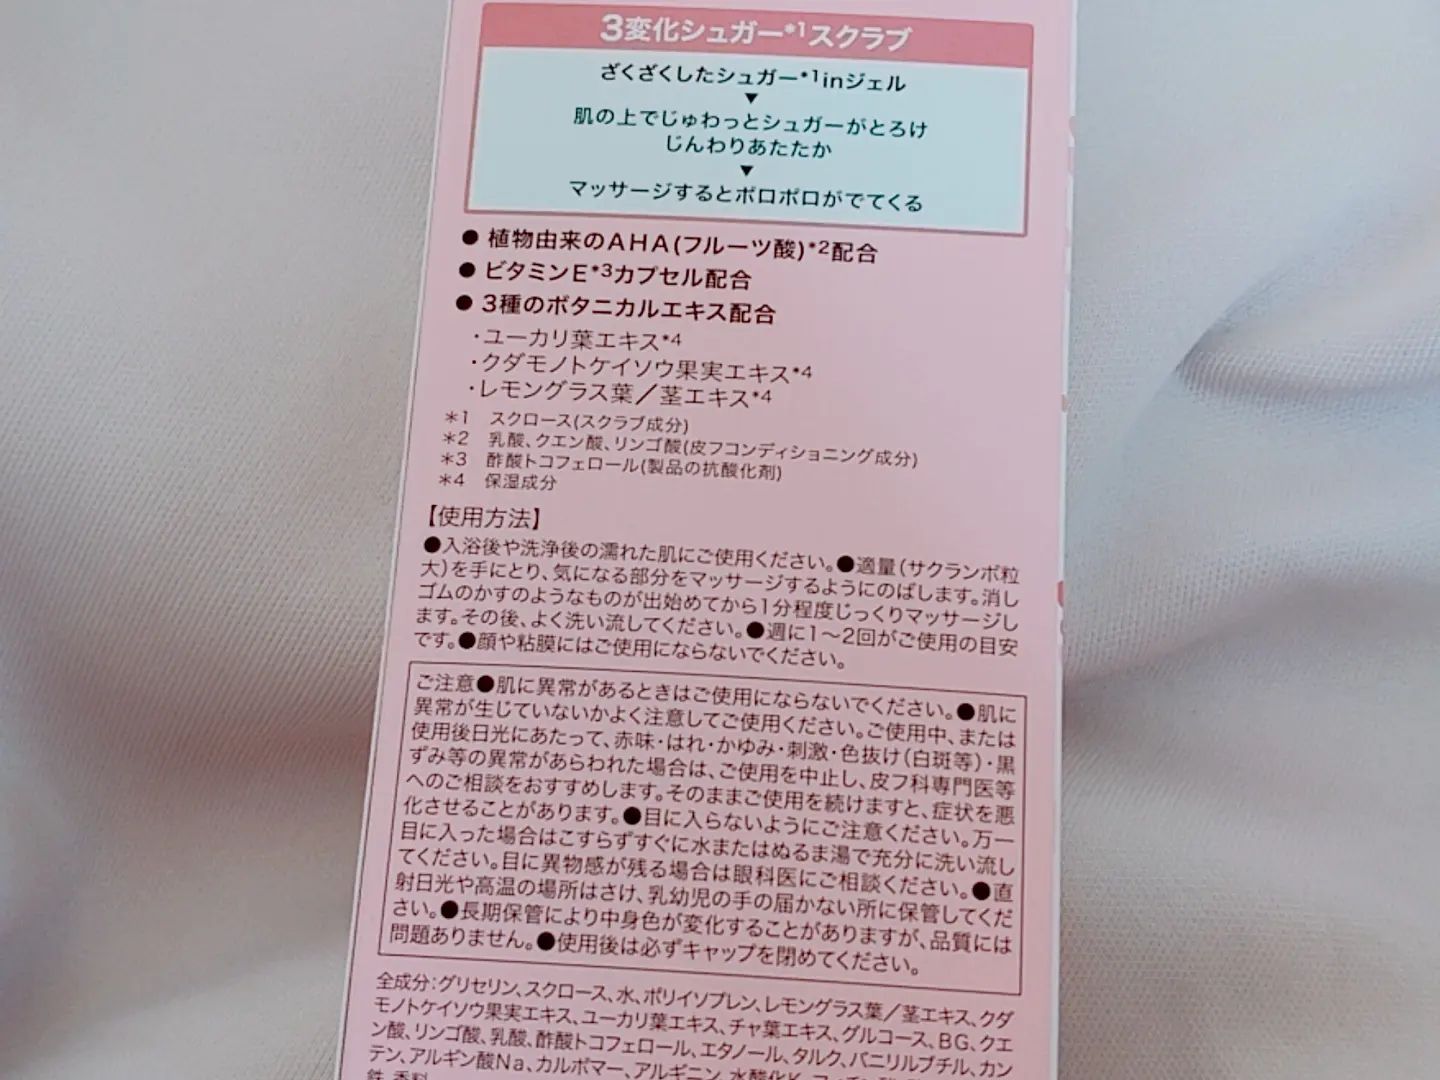 3変化シュガー*1スクラブ
ざくざくしたシュガー*1inジェル
▼
肌の上でじゅわっとシュガーがとろけ
じんわりあたたか
▼
マッサージするとポロポロがでてくる
● 植物由来のAHA(フルーツ酸)*2配合
● ビタミンE*3カプセル配合
● 3種のボタニカルエキス配合
・ユーカリ葉エキス*4
・クダモノトケイソウ果実エキス*4
・レモングラス葉／茎エキス*4
*1 スクロース(スクラブ成分)
*2 乳酸、クエン酸、リンゴ酸(皮フコンディショニング成分)
*3 酢酸トコフェロール(製品の抗酸化剤)
*4 保湿成分
【使用方法】
●入浴後や洗浄後の濡れた肌にご使用ください。●適量（サクランボ粒
大）を手にとり、気になる部分をマッサージするようにのばします。消し
ゴムのかすのようなものが出始めてから1分程度じっくりマッサージし
ます。その後、よく洗い流してください。●週に1～2回がご使用の目安
です。●顔や粘膜にはご使用にならないでください。
ご注意●肌に異常があるときはご使用にならないでください。●肌に
異常が生じていないかよく注意してご使用ください。ご使用中、または
使用後日光にあたって、赤味・はれ・かゆみ・刺激・色抜け（白斑等）・黒
ずみ等の異常があらわれた場合は、ご使用を中止し、皮フ科専門医等
へのご相談をおすすめします。そのままご使用を続けますと、症状を悪
化させることがあります。●目に入らないようにご注意ください。万一
目に入った場合はこすらずすぐに水またはぬるま湯で充分に洗い流し
てください。目に異物感が残る場合は眼科医にご相談ください。●直
射日光や高温の場所はさけ、乳幼児の手の届かない所に保管してくだ
さい。●長期保管により中身色が変化することがありますが、品質には
問題ありません。●使用後は必ずキャップを閉めてください。
全成分：グリセリン、スクロース、水、ポリイソプレン、レモングラス葉／茎エキス、クダ
モノトケイソウ果実エキス、ユーカリ葉エキス、チャ葉エキス、グルコース、BG、クエ
ン酸、リンゴ酸、乳酸、酢酸トコフェロール、エタノール、タルク、バニリルブチル、カン
テン、アルギン酸Na、カルボマー、アルギニン、水酸化K
鉄、香料